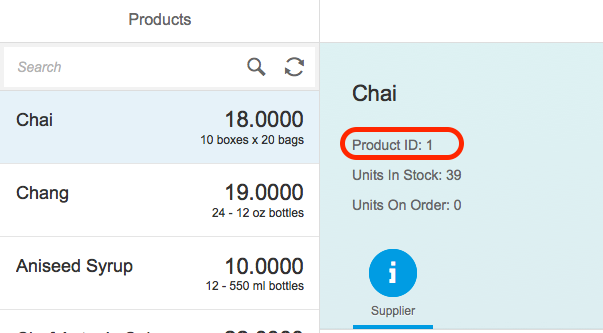 Products
Search
Chai
18.0000
10 boxes x 20 bags
Chang
19.0000
24 - 12 oz bottles
Aniseed Syrup
10.0000
12 - 550 ml bottles
Chai
Product ID: 1
Units In Stock: 39
Units On Order: 0
Supplier